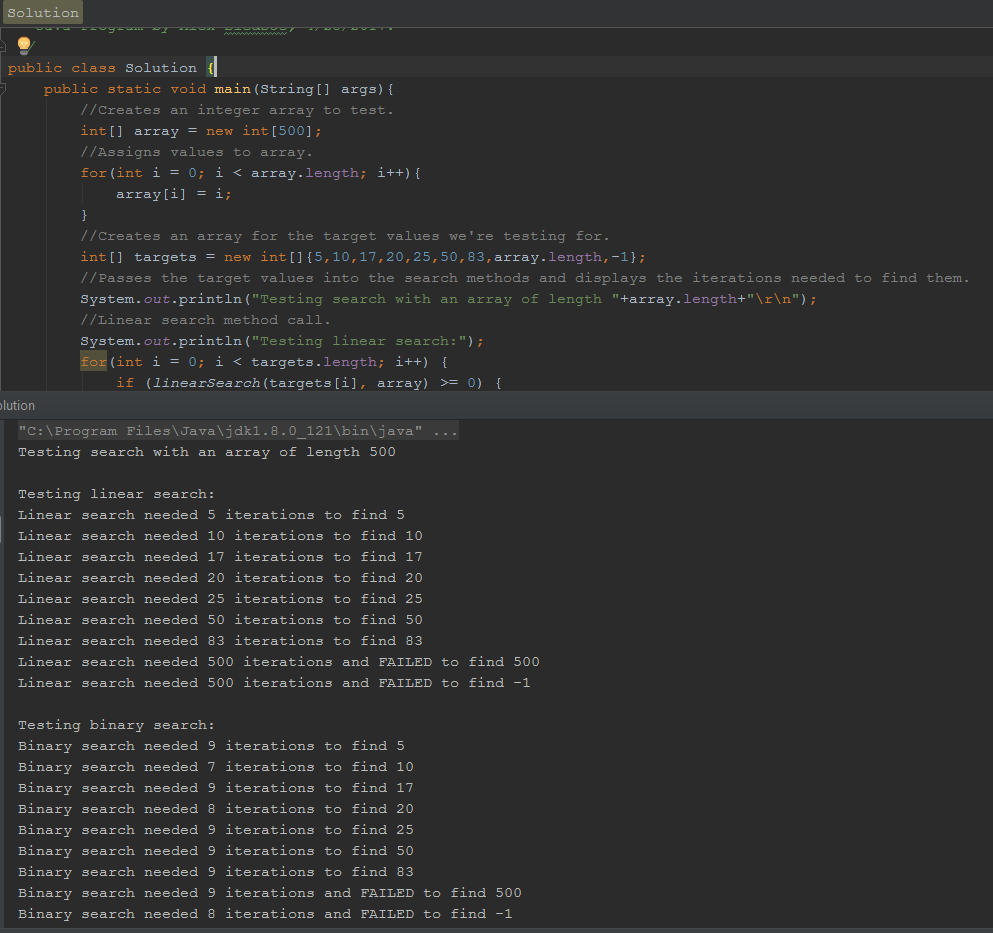 Solution
public class Solution {
public static void main(String[] args){
//Creates an integer array to test.
int[] array = new int[500];
//Assigns values to array.
for(int i = 0; i < array.length; i++){
array[i] = i;
}
//Creates an array for the target values we're testing for.
int[] targets = new int[]{5,10,17,20,25,50,83,array.length,-1};
//Passes the target values into the search methods and displays the iterations needed to find them.
System.out.println("Testing search with an array of length "+array.length+"\r\n");
//Linear search method call.
System.out.println("Testing linear search:");
for(int i = 0; i < targets.length; i++) {
if (linearSearch(targets[i], array) >= 0) {
olution
"C:\Program Files\Java\jdk1.8.0_121\bin\java" ...
Testing search with an array of length 500
Testing linear search:
Linear search needed 5 iterations to find 5
Linear search needed 10 iterations to find 10
Linear search needed 17 iterations to find 17
Linear search needed 20 iterations to find 20
Linear search needed 25 iterations to find 25
Linear search needed 50 iterations to find 50
Linear search needed 83 iterations to find 83
Linear search needed 500 iterations and FAILED to find 500
Linear search needed 500 iterations and FAILED to find -1
Testing binary search:
Binary search needed 9 iterations to find 5
Binary search needed 7 iterations to find 10
Binary search needed 9 iterations to find 17
Binary search needed 8 iterations to find 20
Binary search needed 9 iterations to find 25
Binary search needed 9 iterations to find 50
Binary search needed 9 iterations to find 83
Binary search needed 9 iterations and FAILED to find 500
Binary search needed 8 iterations and FAILED to find -1